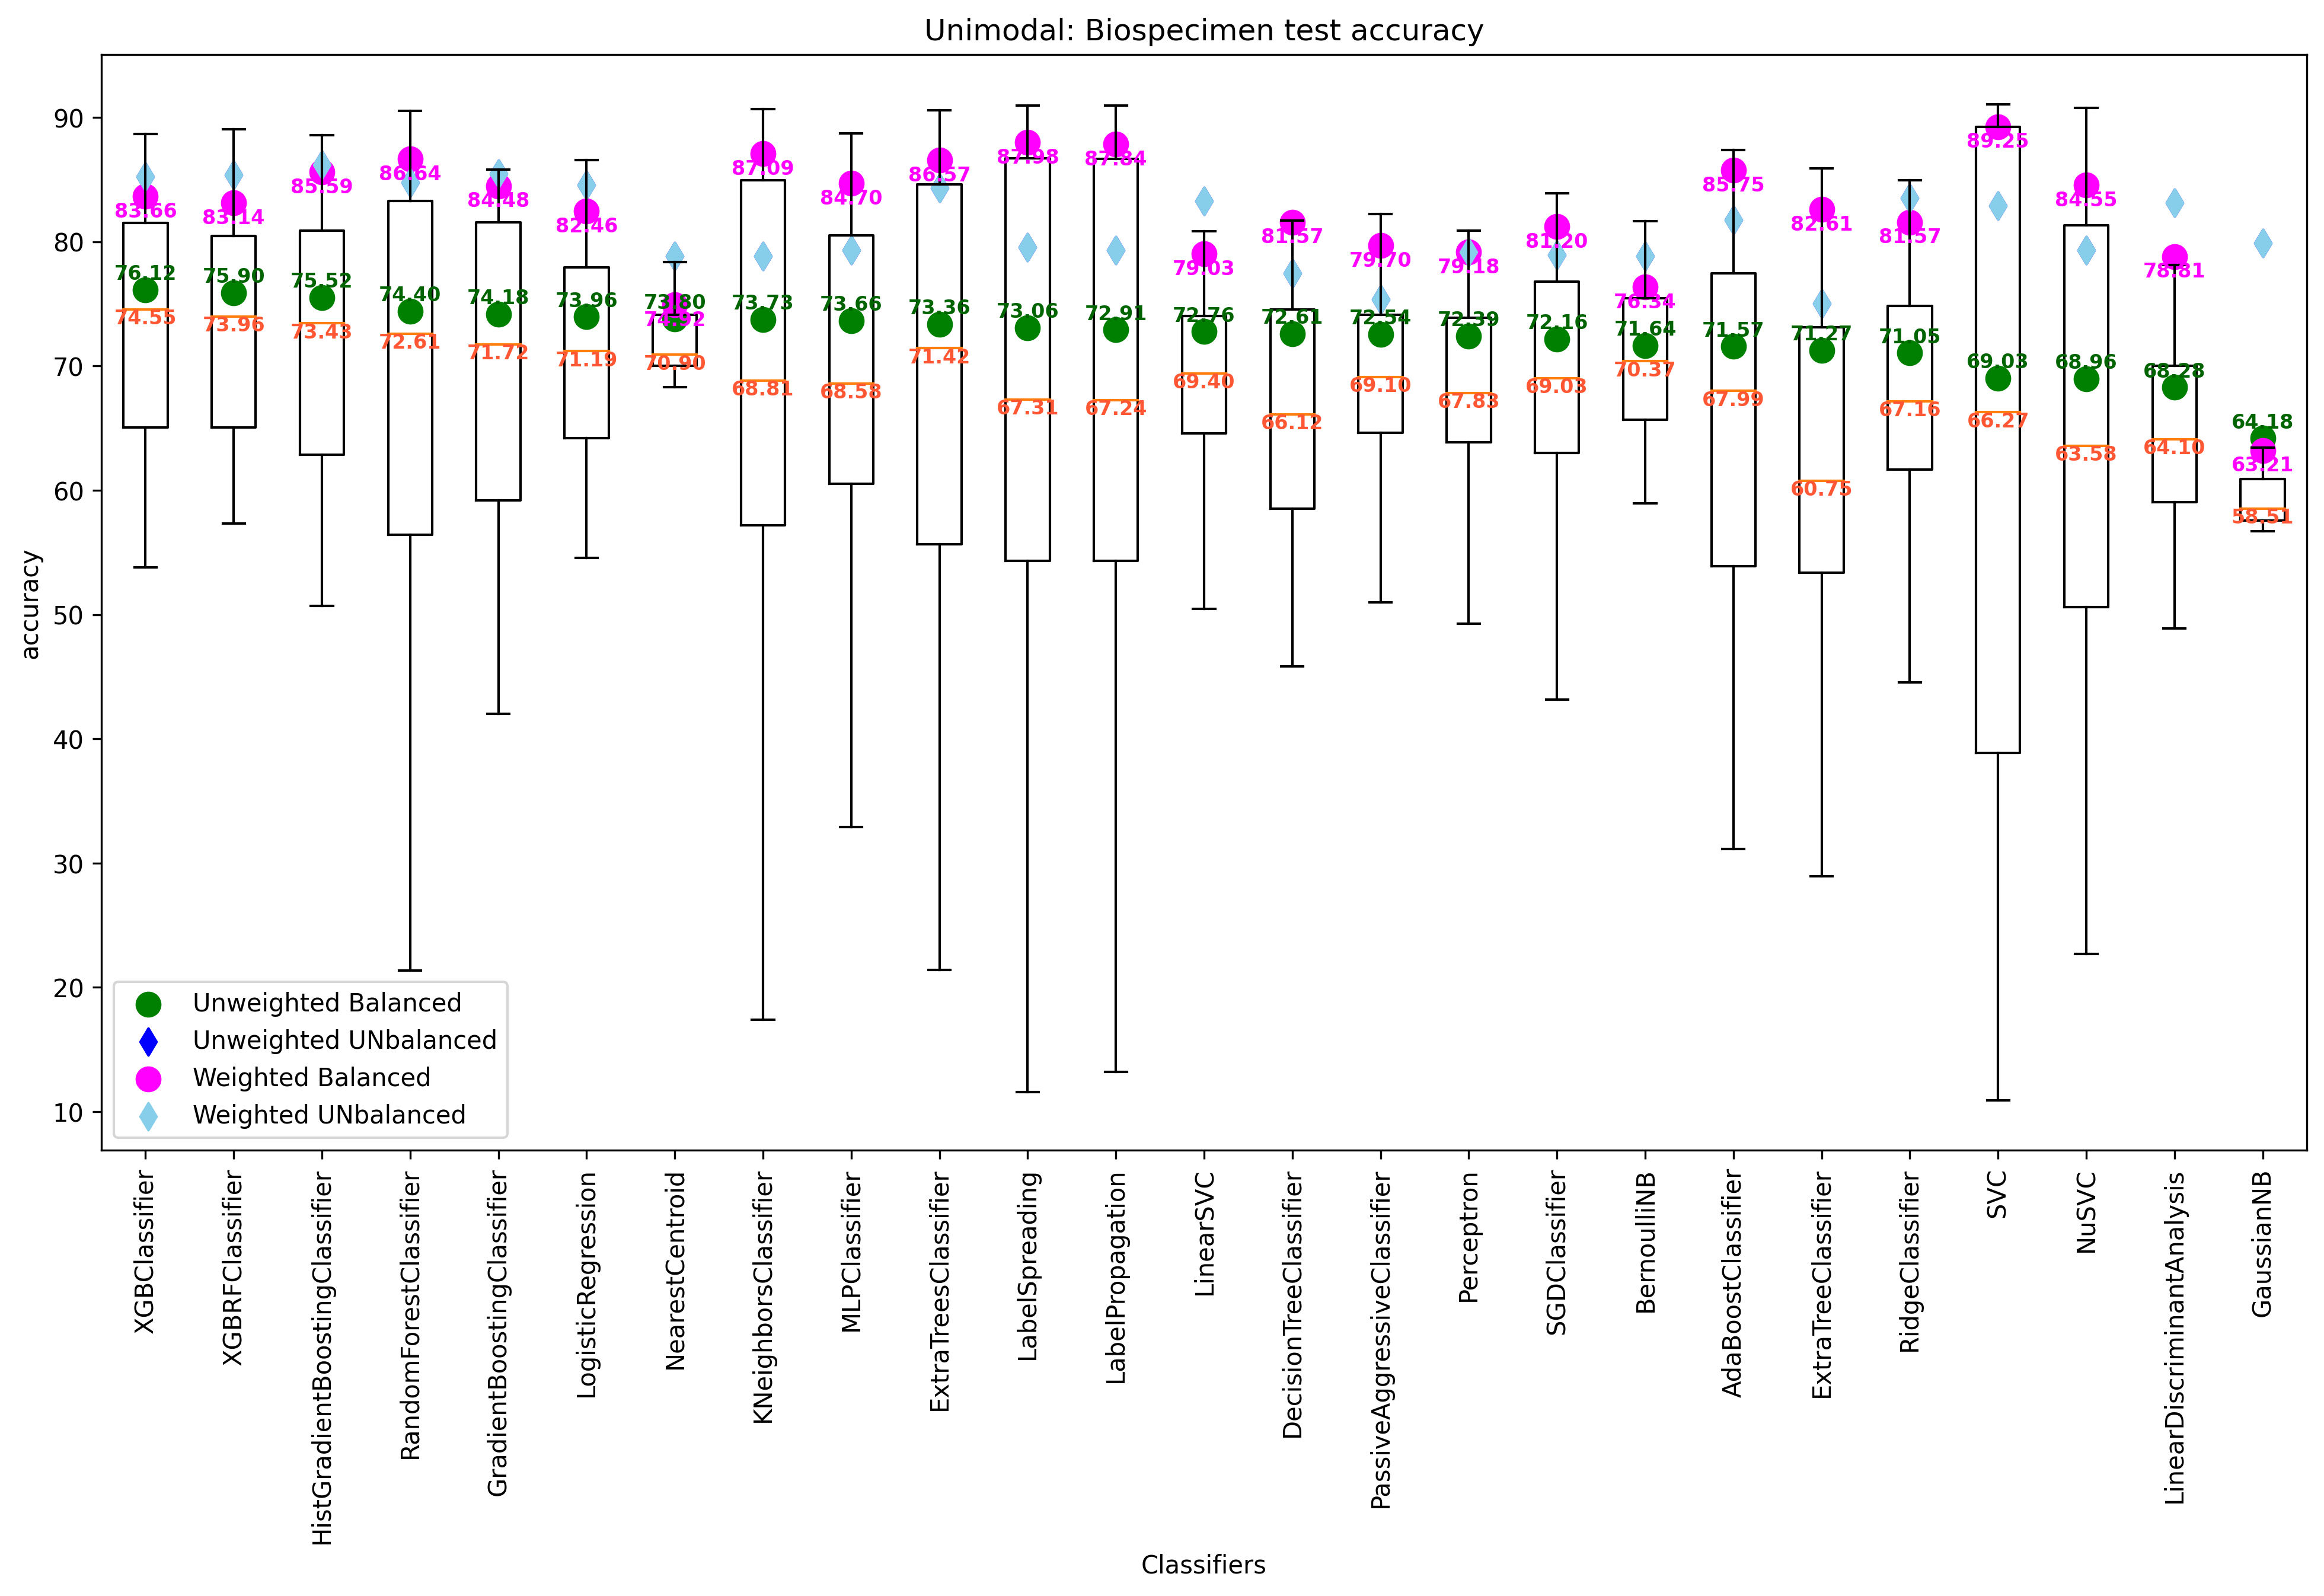 Unimodal: Biospecimen test accuracy
accuracy
90
80
70
60
50
40
30
20
10
83.66
83.14
85.59
86.64
84.48
82.46
74.92
87.09
84.70
86.57
87.98
87.84
79.03
81.57
79.70
79.18
81.20
76.34
85.75
82.61
81.57
89.25
84.55
78.81
63.21
76.12
75.90
75.52
74.40
74.18
73.96
73.80
73.73
73.66
73.36
73.06
72.91
72.76
72.61
72.54
72.39
72.16
71.64
71.57
71.27
71.05
69.03
68.96
68.28
64.18
74.55
73.96
73.43
72.61
71.72
71.19
70.90
68.81
68.58
71.42
67.31
67.24
69.40
66.12
69.10
67.83
69.03
70.37
67.99
60.75
67.16
66.27
63.58
64.10
58.51
Unweighted Balanced
Unweighted UNbalanced
Weighted Balanced
Weighted UNbalanced
XGBClassifier
XGBRFClassifier
HistGradientBoostingClassifier
RandomForestClassifier
GradientBoostingClassifier
LogisticRegression
NearestCentroid
KNeighborsClassifier
MLPClassifier
ExtraTreesClassifier
LabelSpreading
LabelPropagation
LinearSVC
DecisionTreeClassifier
PassiveAggressiveClassifier
Perceptron
SGDClassifier
BernoulliNB
AdaBoostClassifier
ExtraTreeClassifier
RidgeClassifier
SVC
NuSVC
LinearDiscriminantAnalysis
GaussianNB
Classifiers